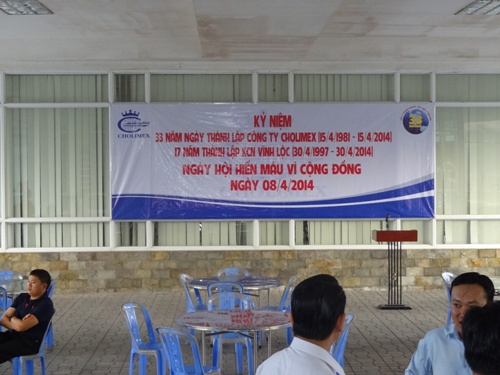 CHOLIMEX
KỶ NIỆM
33 NĂM NGÀY THÀNH LẬP CÔNG TY CHOLIMEX (15/4/1981 - 15/4/2014)
17 NĂM THÀNH LẬP KCN VĨNH LỘC (30/4/1997 - 30/4/2014)
NGÀY HỘI HIẾN MÁU VÌ CỘNG ĐỒNG
NGÀY 08/4/2014